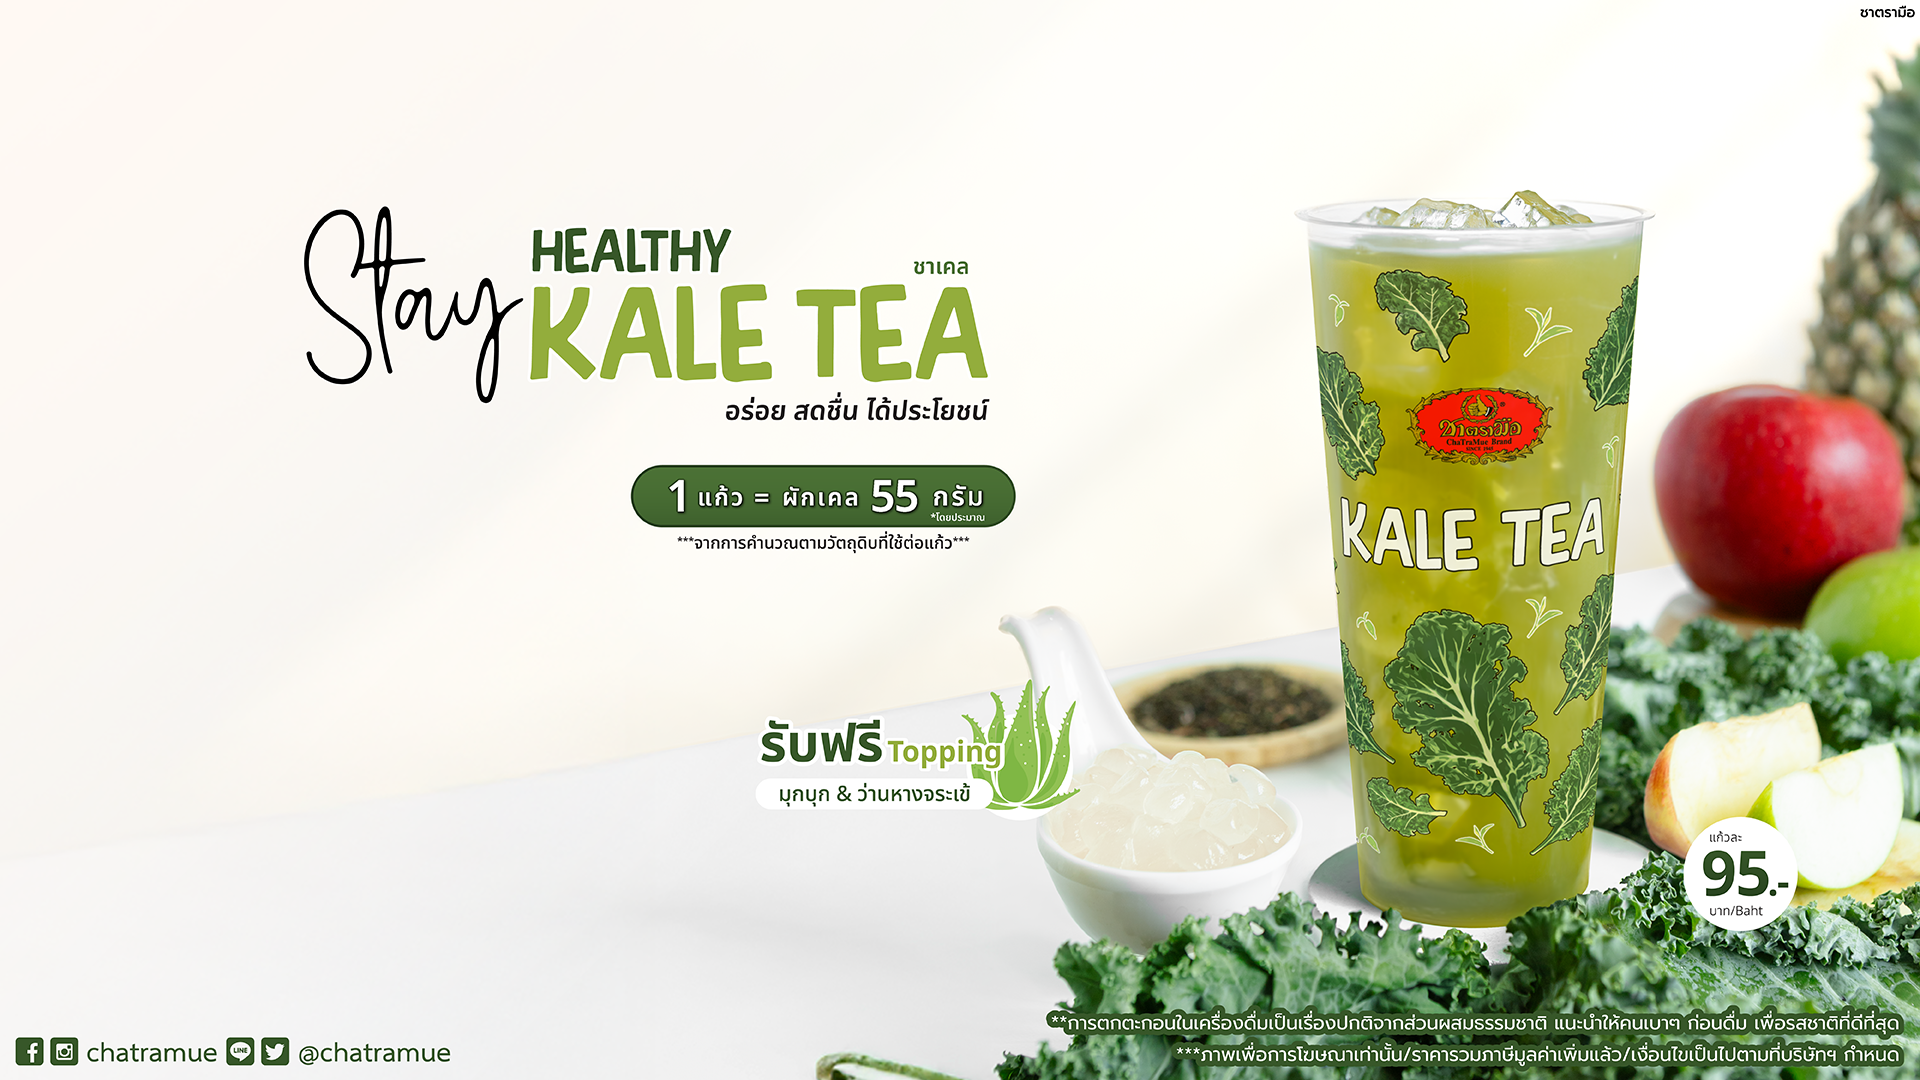 ชาตรามือ
Stay HEALTHY
ชาเคล
KALE TEA
อร่อย สดชื่น ได้ประโยชน์
1 แก้ว = ผักเคล 55 กรัม
*โดยประมาณ
***จากการคำนวณตามวัตถุดิบที่ใช้ต่อแก้ว***
รับฟรี Topping
มุกบุก & ว่านหางจระเข้
ชาตรามือ
ChaTraMue Brand
SINCE 1945
KALE TEA
แก้วละ
95.-
บาท/Baht
**การตกตะกอนในเครื่องดื่มเป็นเรื่องปกติจากส่วนผสมธรรมชาติ แนะนำให้คนเบาๆ ก่อนดื่ม เพื่อรสชาติที่ดีที่สุด
***ภาพเพื่อการโฆษณาเท่านั้น/ราคารวมภาษีมูลค่าเพิ่มแล้ว/เงื่อนไขเป็นไปตามที่บริษัทฯ กำหนด
chatramue LINE @chatramue